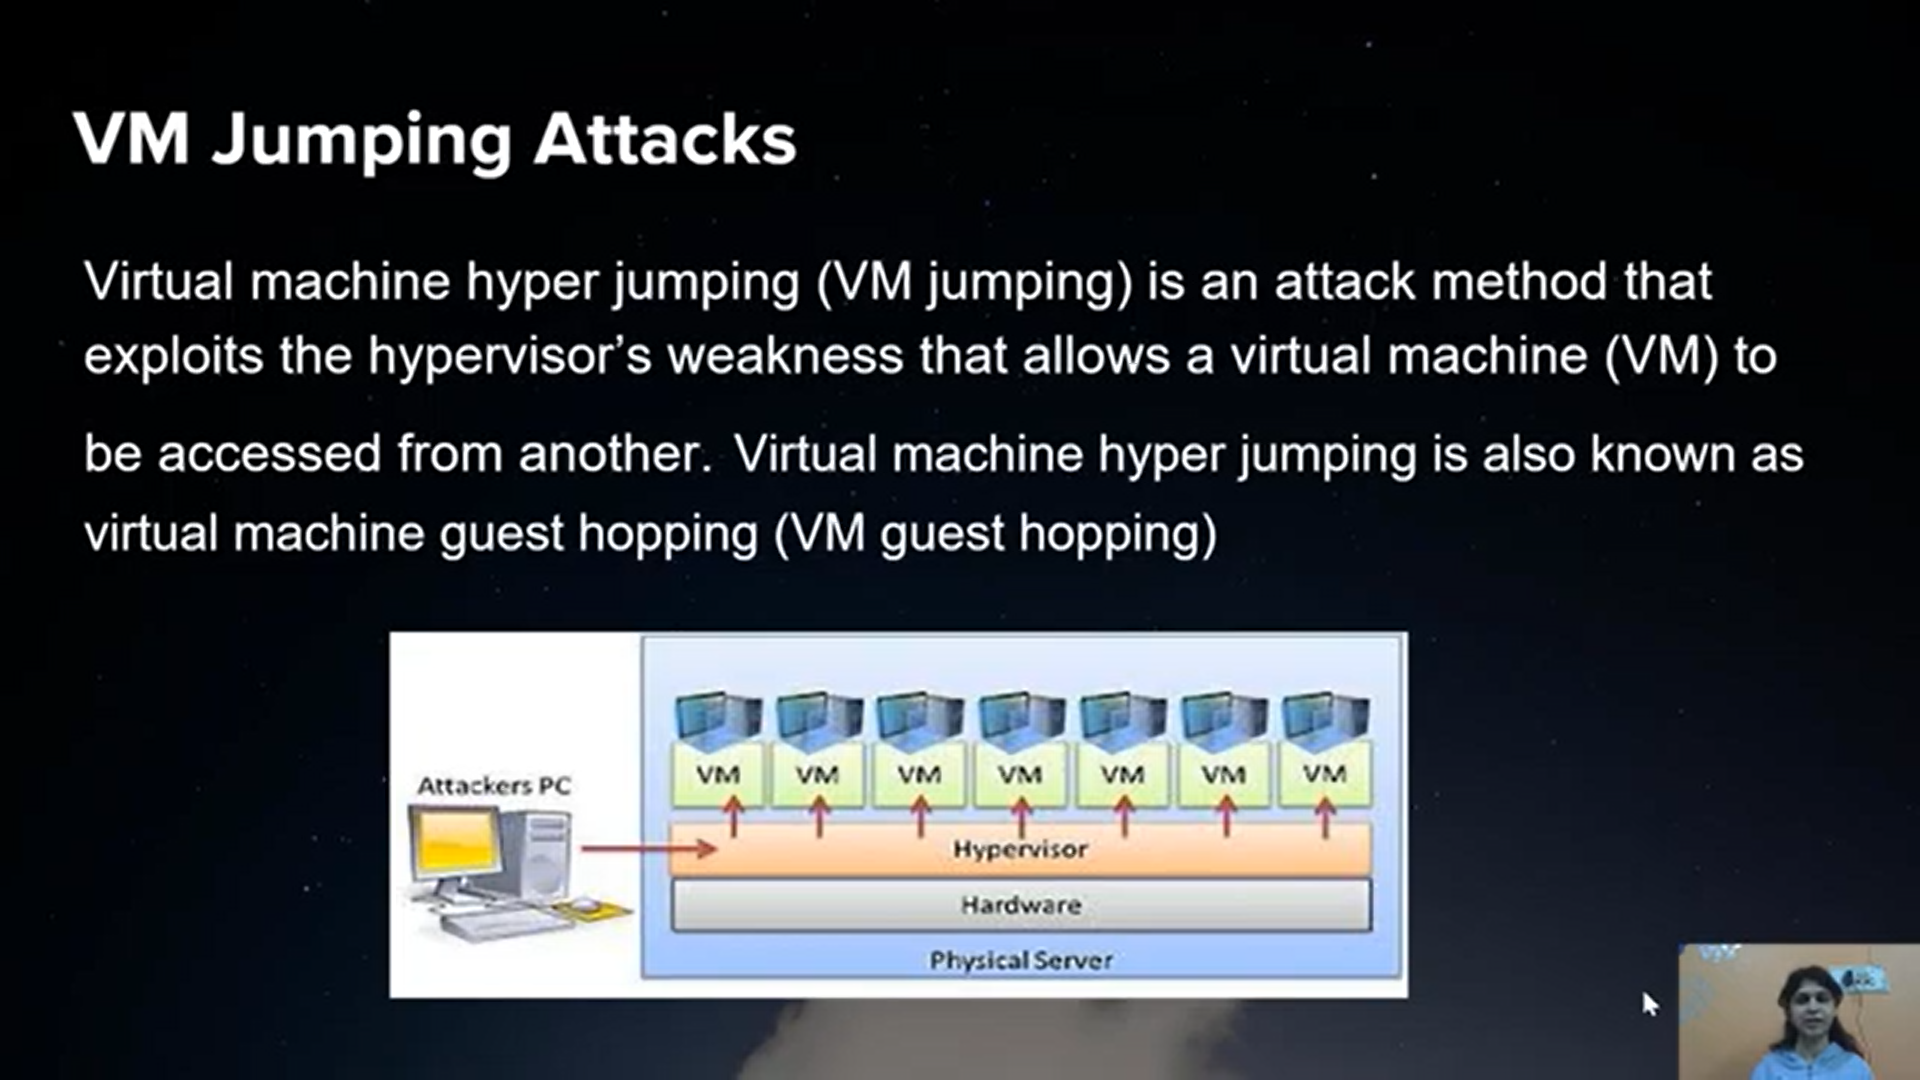 VM Jumping Attacks
Virtual machine hyper jumping (VM jumping) is an attack method that
exploits the hypervisor’s weakness that allows a virtual machine (VM) to
be accessed from another. Virtual machine hyper jumping is also known as
virtual machine guest hopping (VM guest hopping)
VM VM VM VM VM VM VM
Attackers PC
Hypervisor
Hardware
Physical Server